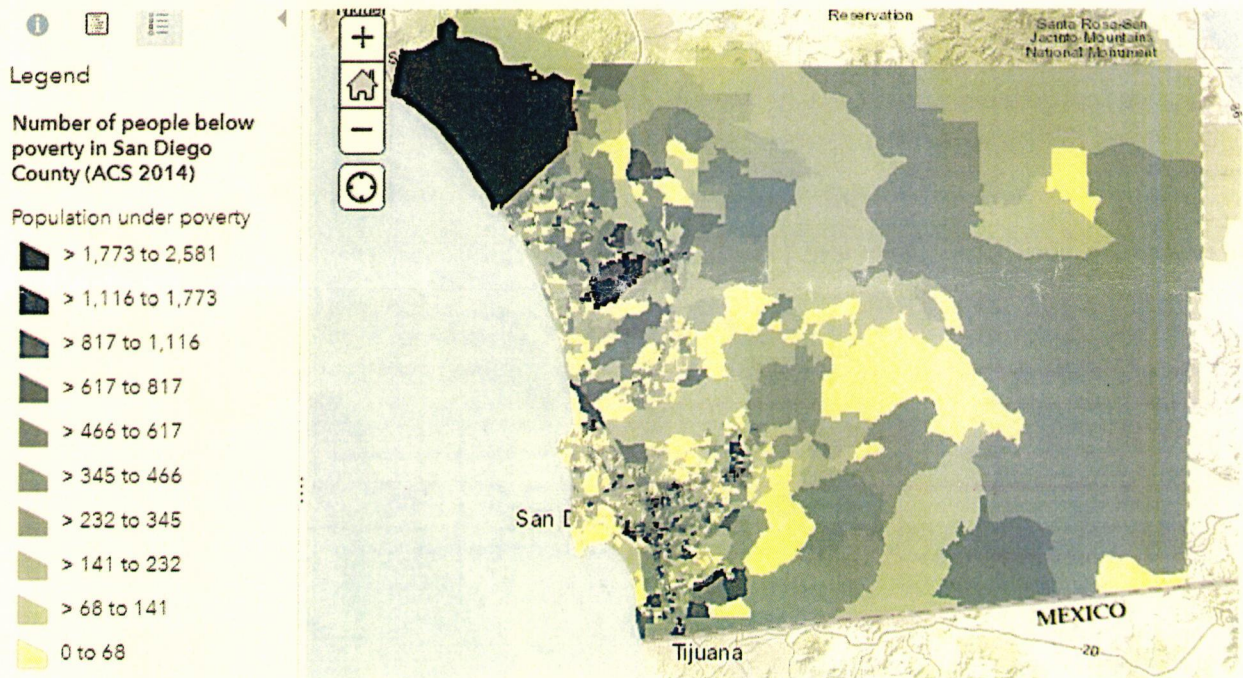 Legend
Number of people below
poverty in San Diego
County (ACS 2014)
Population under poverty
> 1,773 to 2,581
> 1,116 to 1,773
> 817 to 1,116
> 617 to 817
> 466 to 617
> 345 to 466
> 232 to 345
> 141 to 232
> 68 to 141
0 to 68
+
−
Reservation
Santa Rosa-San
Jacinto Mountains
National Monument
San D
MEXICO
Tijuana
20